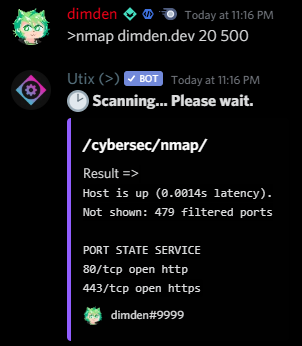 dimden Today at 11:16 PM
>nmap dimden.dev 20 500
Utix (>) ✓ BOT Today at 11:16 PM
🕑 Scanning... Please wait.
/cybersec/nmap/
Result =>
Host is up (0.0014s latency).
Not shown: 479 filtered ports
PORT STATE SERVICE
80/tcp open http
443/tcp open https
dimden#9999